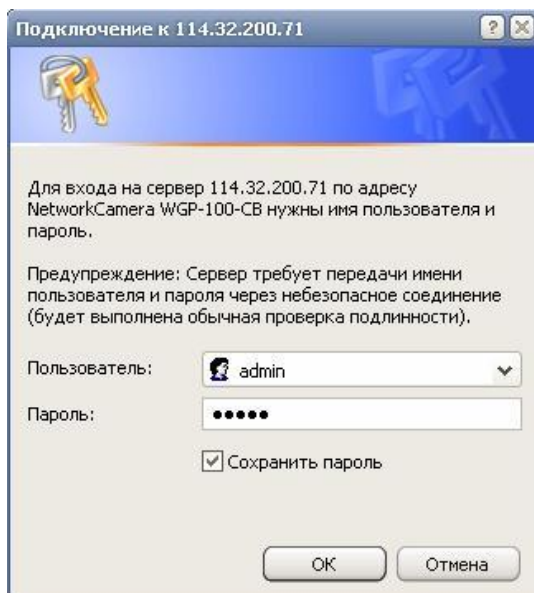 Подключение к 114.32.200.71
Для входа на сервер 114.32.200.71 по адресу
NetworkCamera WGP-100-CB нужны имя пользователя и
пароль.
Предупреждение: Сервер требует передачи имени
пользователя и пароля через небезопасное соединение
(будет выполнена обычная проверка подлинности).
Пользователь: admin
Пароль: •••••
Сохранить пароль
ОК Отмена